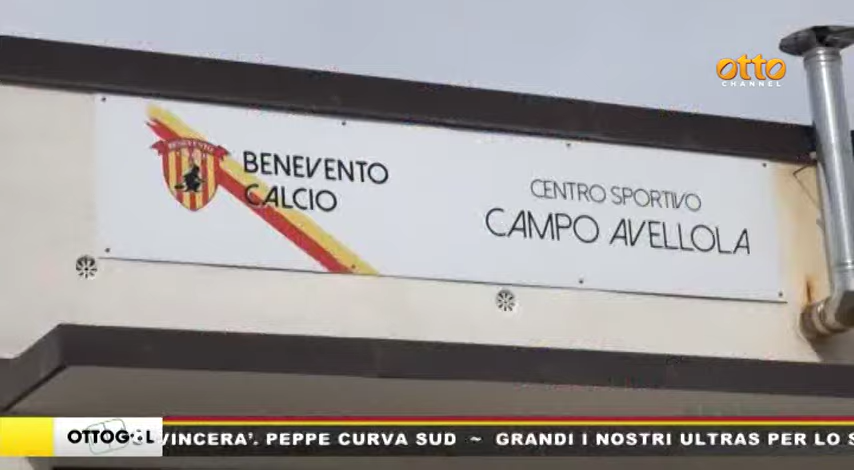 otto
CHANNEL
BENEVENTO
BENEVENTO
CALCIO
CENTRO SPORTIVO
CAMPO AVELLOLA
OTTOGOL
VINCERA’. PEPPE CURVA SUD ~ GRANDI I NOSTRI ULTRAS PER LO S